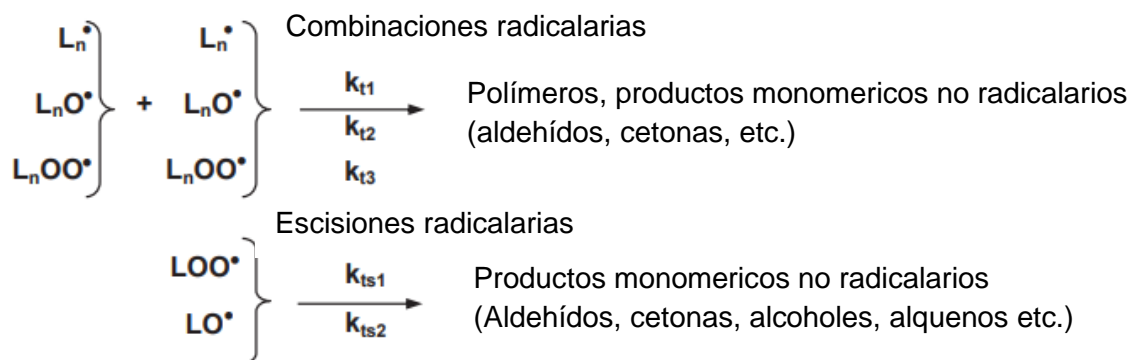 Combinaciones radicalarias
Lₙ• Lₙ•
LₙO• + LₙO• kₜ₁ Polímeros, productos monomericos no radicalarios
LₙOO• LₙOO• kₜ₂ (aldehídos, cetonas, etc.)
kₜ₃
Escisiones radicalarias
LOO• kₜₛ₁ Productos monomericos no radicalarios
LO• kₜₛ₂ (Aldehídos, cetonas, alcoholes, alquenos etc.)